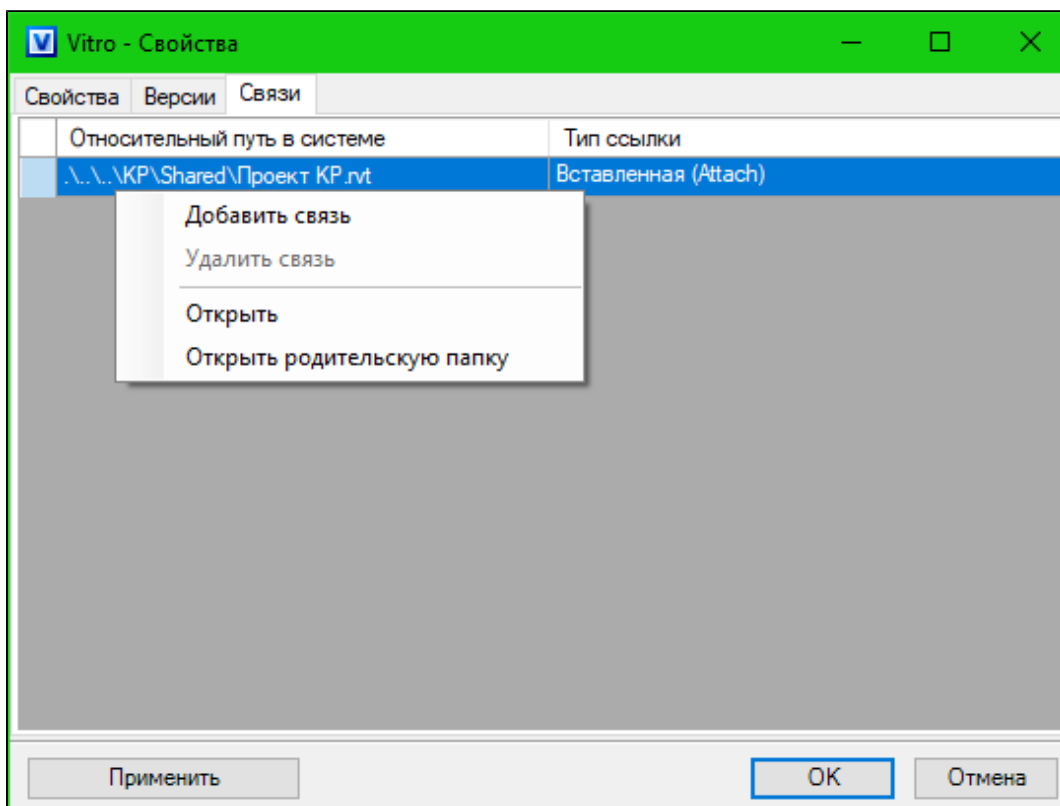 Vitro - Свойства
Свойства Версии Связи
Относительный путь в системе Тип ссылки
.\..\..\KP\Shared\Проект КР.rvt Вставленная (Attach)
Добавить связь
Удалить связь
Открыть
Открыть родительскую папку
Применить OK Отмена